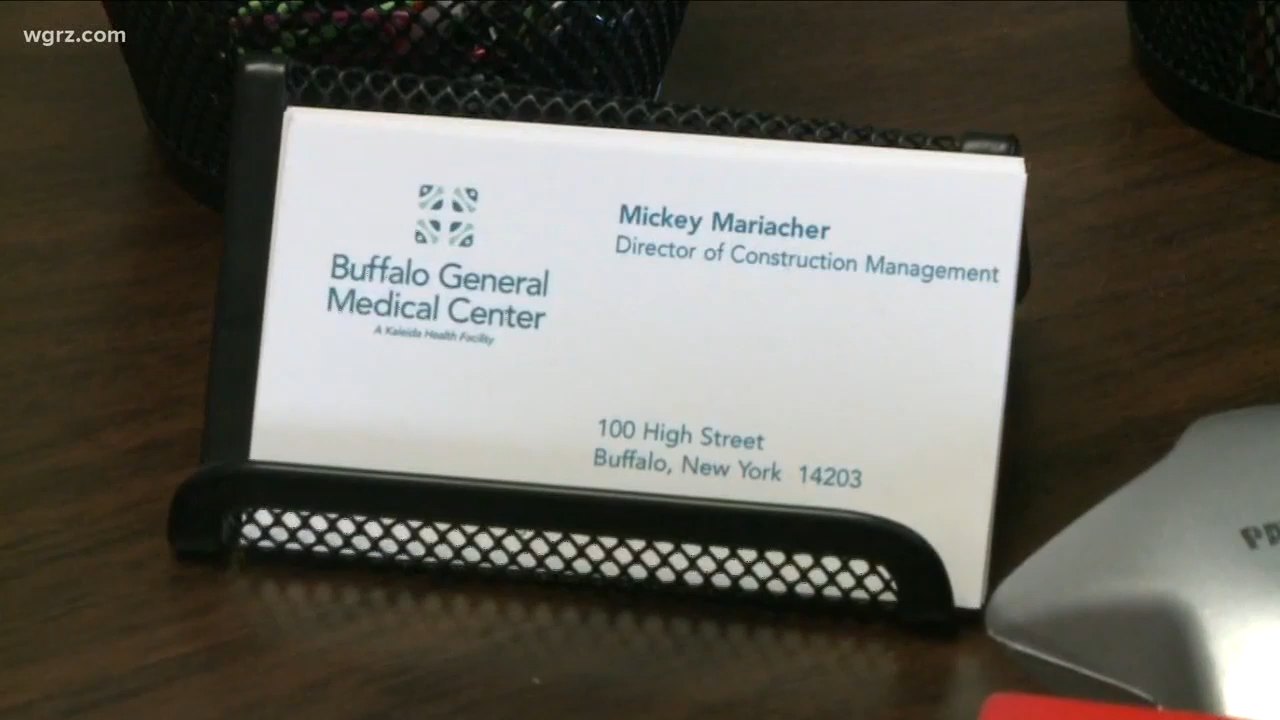 wgrz.com
Buffalo General
Medical Center
A Kaleida Health Facility
Mickey Mariacher
Director of Construction Management
100 High Street
Buffalo, New York 14203